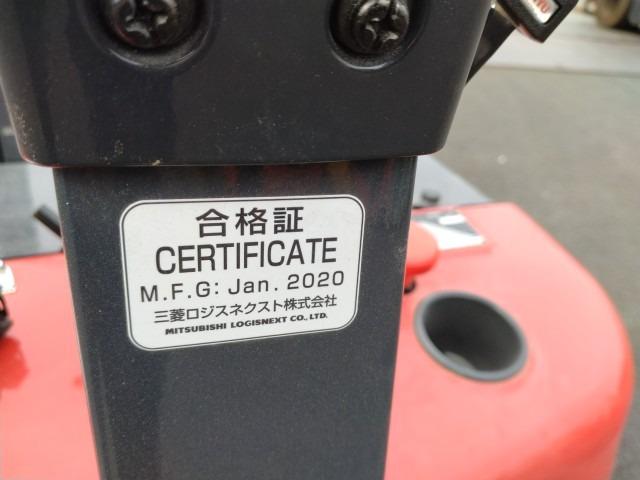 合格証
CERTIFICATE
M.F.G: Jan. 2020
三菱ロジスネクスト株式会社
MITSUBISHI LOGISNEXT CO., LTD.